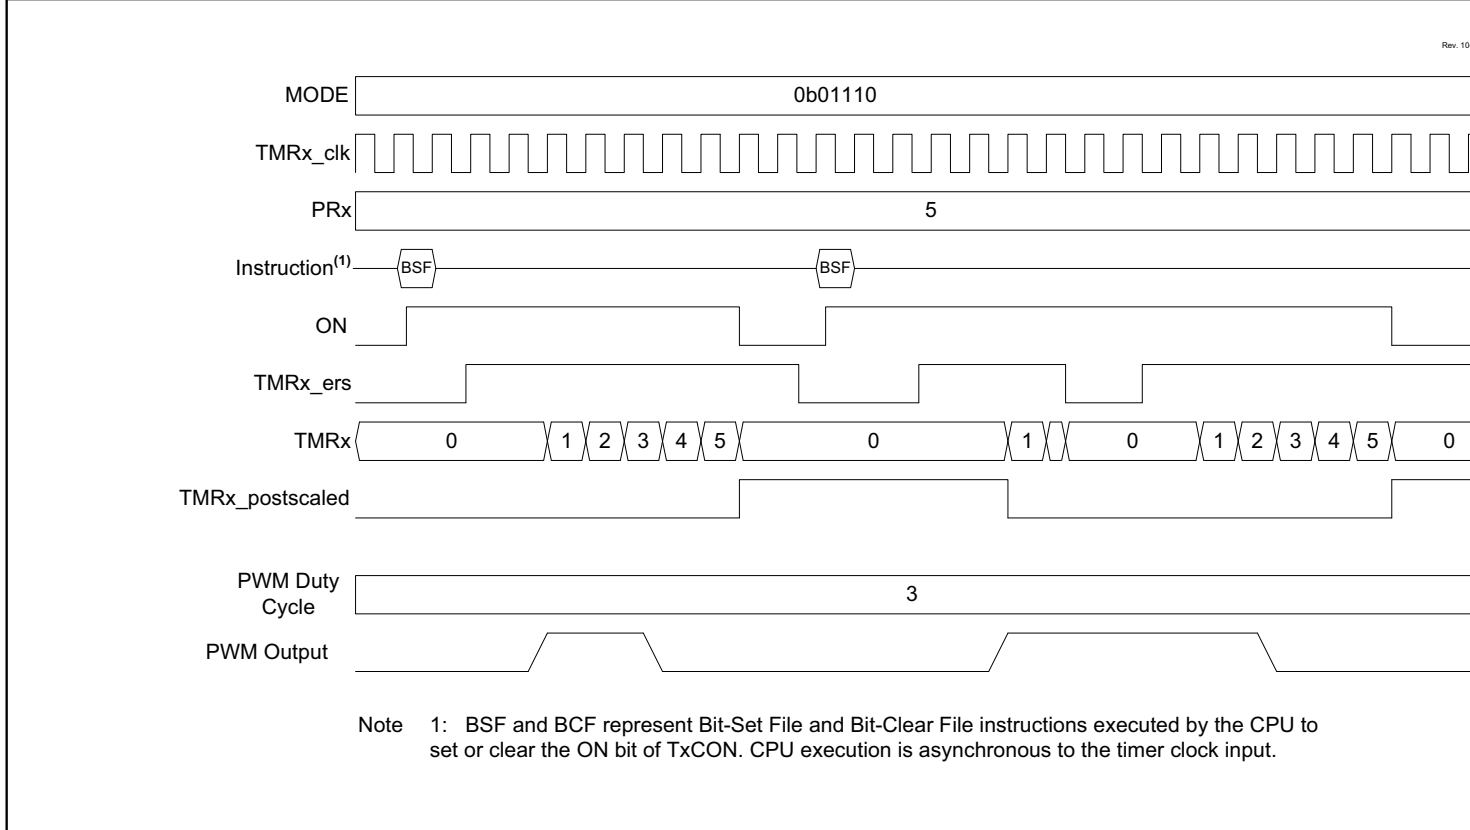 Rev. 10
MODE 0b01110
TMRx_clk
PRx 5
Instruction(1) BSF BSF
ON
TMRx_ers
TMRx 0 1 2 3 4 5 0 1 0 1 2 3 4 5 0
TMRx_postscaled
PWM Duty
Cycle 3
PWM Output
Note 1: BSF and BCF represent Bit-Set File and Bit-Clear File instructions executed by the CPU to
set or clear the ON bit of TxCON. CPU execution is asynchronous to the timer clock input.